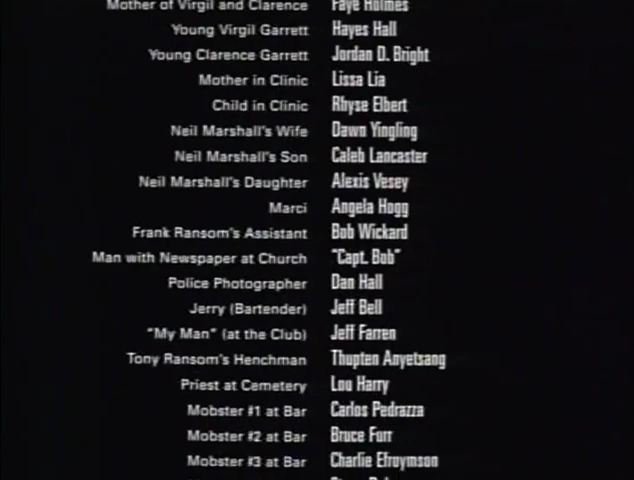 Mother of Virgil and Clarence Faye Holmes
Young Virgil Garrett Hayes Hall
Young Clarence Garrett Jordan D. Bright
Mother in Clinic Lissa Lia
Child in Clinic Rhyse Elbert
Neil Marshall's Wife Dawn Yingling
Neil Marshall's Son Caleb Lancaster
Neil Marshall's Daughter Alexis Vesey
Marci Angela Hogg
Frank Ransom's Assistant Bob Wickard
Man with Newspaper at Church "Capt. Bob"
Police Photographer Dan Hall
Jerry (Bartender) Jeff Bell
"My Man" (at the Club) Jeff Farren
Tony Ransom's Henchman Thupten Anyetsang
Priest at Cemetery Lou Harry
Mobster #1 at Bar Carlos Pedrazza
Mobster #2 at Bar Bruce Furr
Mobster #3 at Bar Charlie Efroymson